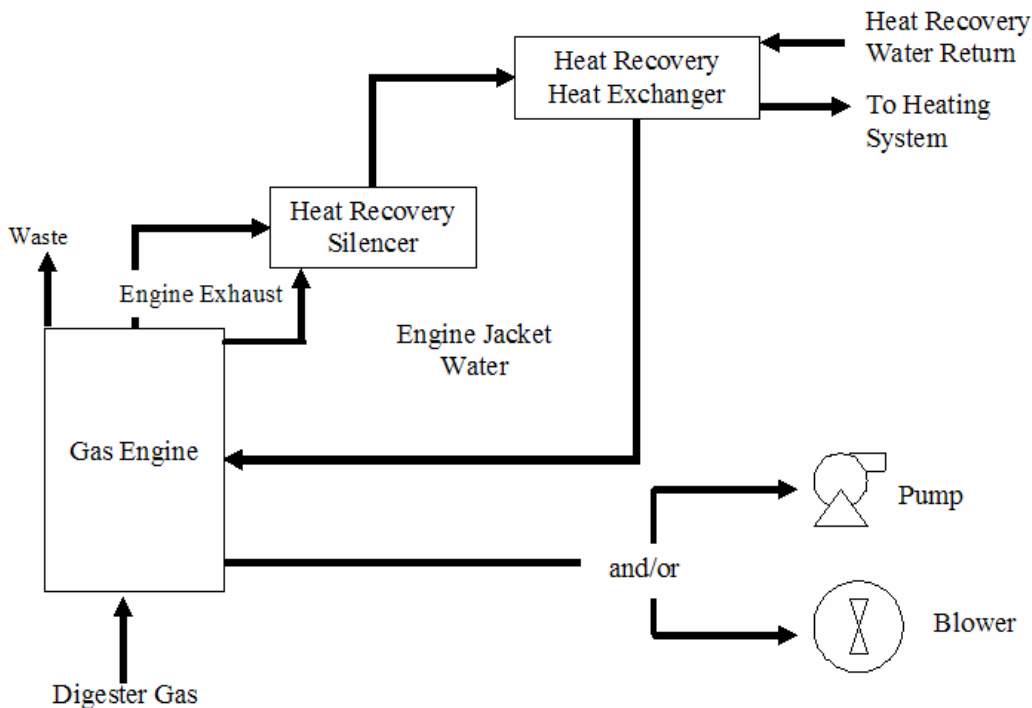 Heat Recovery
Water Return
Heat Recovery
Heat Exchanger
To Heating
System
Heat Recovery
Silencer
Waste
Engine Exhaust
Engine Jacket
Water
Gas Engine
Pump
and/or
Blower
Digester Gas